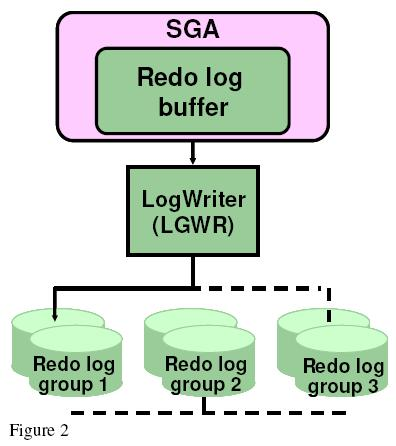 SGA
Redo log
buffer
LogWriter
(LGWR)
Redo log
group 1
Redo log
group 2
Redo log
group 3
Figure 2